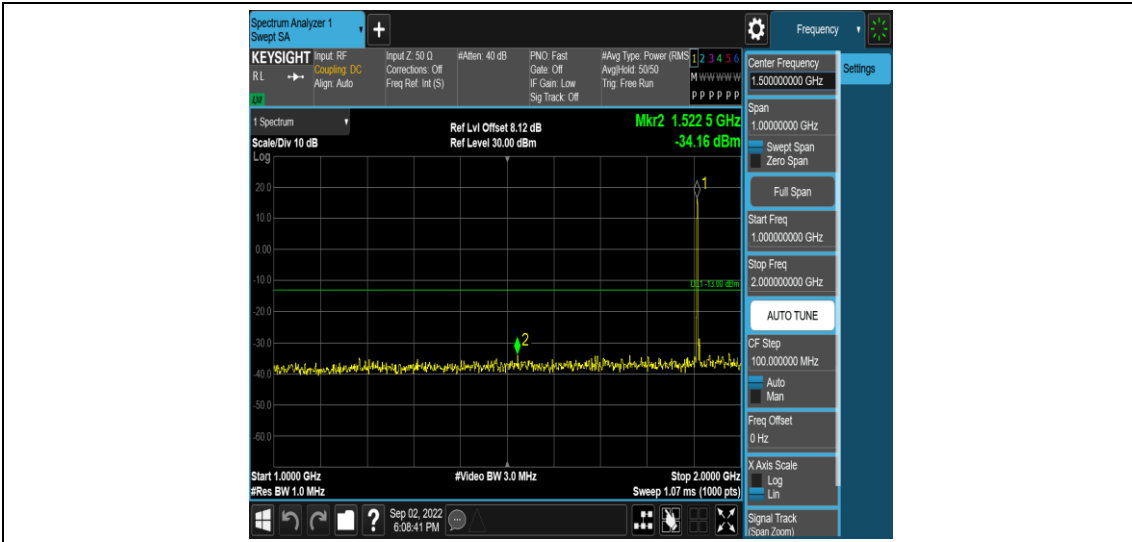 Spectrum Analyzer 1
Swept SA
+
Frequency
KEYSIGHT
RL
LXI
Input: RF
Coupling: DC
Align: Auto
Input Z: 50 Ω
Corrections: Off
Freq Ref: Int (S)
#Atten: 40 dB
PNO: Fast
Gate: Off
IF Gain: Low
Sig Track: Off
#Avg Type: Power (RMS
Avg|Hold: 50/50
Trig: Free Run
1 2 3 4 5 6
M W W W W W
P P P P P P
1 Spectrum
Scale/Div 10 dB
Log
Ref Lvl Offset 8.12 dB
Ref Level 30.00 dBm
Mkr2 1.522 5 GHz
-34.16 dBm
20.0
10.0
0.00
-10.0
-20.0
-30.0
-40.0
-50.0
-60.0
1
DL1 -13.00 dBm
2
Start 1.0000 GHz
#Res BW 1.0 MHz
#Video BW 3.0 MHz
Stop 2.0000 GHz
Sweep 1.07 ms (1000 pts)
Center Frequency
1.500000000 GHz
Settings
Span
1.00000000 GHz
Swept Span
Zero Span
Full Span
Start Freq
1.000000000 GHz
Stop Freq
2.000000000 GHz
AUTO TUNE
CF Step
100.000000 MHz
Auto
Man
Freq Offset
0 Hz
X Axis Scale
Log
Lin
Signal Track
(Span Zoom)
?
Sep 02, 2022
6:08:41 PM